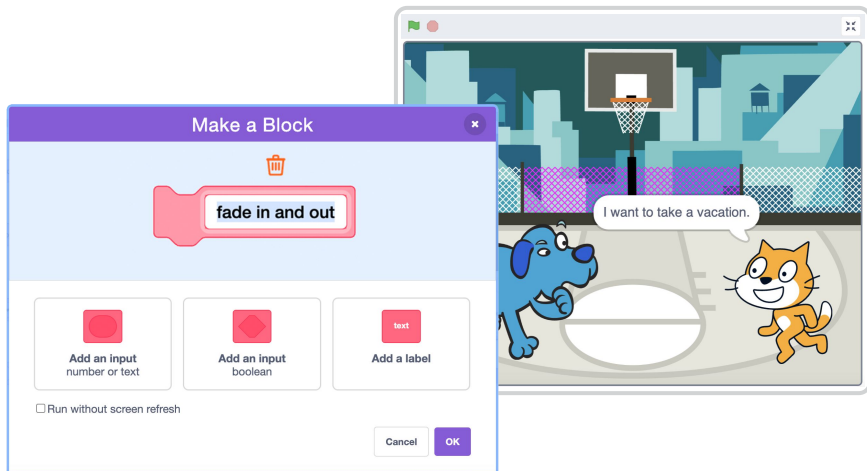 Make a Block
fade in and out
text
Add an input
number or text
Add an input
boolean
Add a label
Run without screen refresh
Cancel
OK
I want to take a vacation.